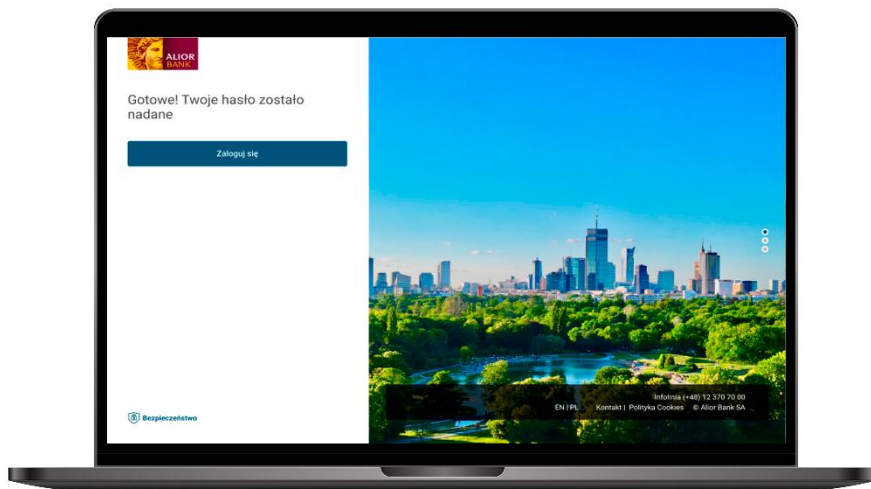 ALIOR
BANK
Gotowe! Twoje hasło zostało
nadane
Zaloguj się
Bezpieczeństwo
Infolinia (+48) 12 370 70 00
EN | PL Kontakt | Polityka Cookies © Alior Bank SA